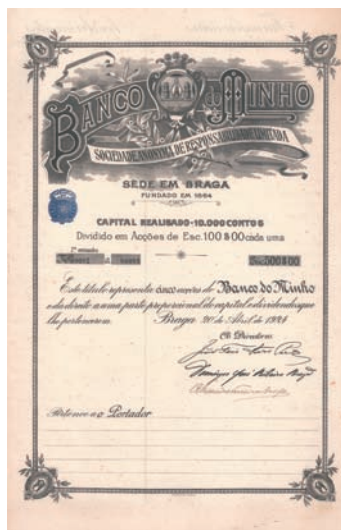 BANCO do MINHO
SOCIEDADE ANONYMA DE RESPONSABILIDADE LIMITADA
SÉDE EM BRAGA
FUNDADO EM 1864
CAPITAL REALISADO-10.000 CONTOS
Dividido em Acções de Esc. 100$00 cada uma
Esc. 500$00
Este titulo representa cinco acções do Banco do Minho
e da direito a uma parte proporcional do capital e dividendos que
lhe pertencerem. Braga 20 de Abril de 1921
Os Directores
Pertence ao Portador